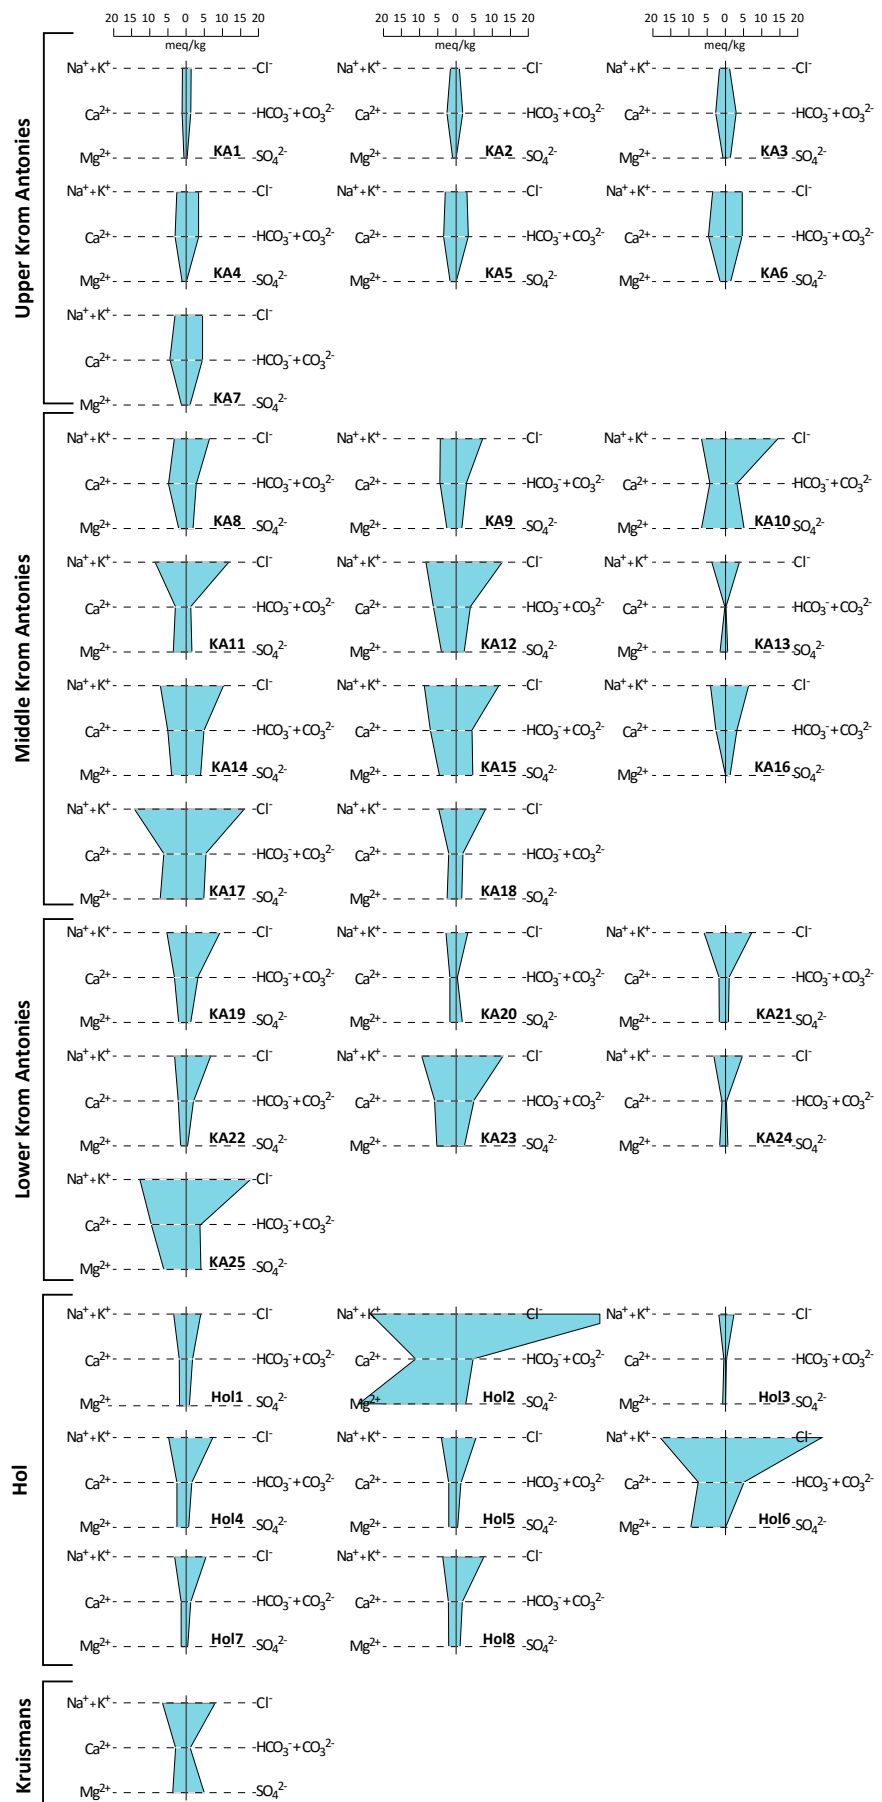 20 15 10 5 0 5 10 15 20 20 15 10 5 0 5 10 15 20 20 15 10 5 0 5 10 15 20
meq/kg meq/kg meq/kg
Upper Krom Antonies
Na⁺+K⁺ Cl⁻ Na⁺+K⁺ Cl⁻ Na⁺+K⁺ Cl⁻
Ca²⁺ HCO₃⁻+CO₃²⁻ Ca²⁺ HCO₃⁻+CO₃²⁻ Ca²⁺ HCO₃⁻+CO₃²⁻
Mg²⁺ KA1 SO₄²⁻ Mg²⁺ KA2 SO₄²⁻ Mg²⁺ KA3 SO₄²⁻
Na⁺+K⁺ Cl⁻ Na⁺+K⁺ Cl⁻ Na⁺+K⁺ Cl⁻
Ca²⁺ HCO₃⁻+CO₃²⁻ Ca²⁺ HCO₃⁻+CO₃²⁻ Ca²⁺ HCO₃⁻+CO₃²⁻
Mg²⁺ KA4 SO₄²⁻ Mg²⁺ KA5 SO₄²⁻ Mg²⁺ KA6 SO₄²⁻
Na⁺+K⁺ Cl⁻
Ca²⁺ HCO₃⁻+CO₃²⁻
Mg²⁺ KA7 SO₄²⁻
Middle Krom Antonies
Na⁺+K⁺ Cl⁻ Na⁺+K⁺ Cl⁻ Na⁺+K⁺ Cl⁻
Ca²⁺ HCO₃⁻+CO₃²⁻ Ca²⁺ HCO₃⁻+CO₃²⁻ Ca²⁺ HCO₃⁻+CO₃²⁻
Mg²⁺ KA8 SO₄²⁻ Mg²⁺ KA9 SO₄²⁻ Mg²⁺ KA10 SO₄²⁻
Na⁺+K⁺ Cl⁻ Na⁺+K⁺ Cl⁻ Na⁺+K⁺ Cl⁻
Ca²⁺ HCO₃⁻+CO₃²⁻ Ca²⁺ HCO₃⁻+CO₃²⁻ Ca²⁺ HCO₃⁻+CO₃²⁻
Mg²⁺ KA11 SO₄²⁻ Mg²⁺ KA12 SO₄²⁻ Mg²⁺ KA13 SO₄²⁻
Na⁺+K⁺ Cl⁻ Na⁺+K⁺ Cl⁻ Na⁺+K⁺ Cl⁻
Ca²⁺ HCO₃⁻+CO₃²⁻ Ca²⁺ HCO₃⁻+CO₃²⁻ Ca²⁺ HCO₃⁻+CO₃²⁻
Mg²⁺ KA14 SO₄²⁻ Mg²⁺ KA15 SO₄²⁻ Mg²⁺ KA16 SO₄²⁻
Na⁺+K⁺ Cl⁻ Na⁺+K⁺ Cl⁻
Ca²⁺ HCO₃⁻+CO₃²⁻ Ca²⁺ HCO₃⁻+CO₃²⁻
Mg²⁺ KA17 SO₄²⁻ Mg²⁺ KA18 SO₄²⁻
Lower Krom Antonies
Na⁺+K⁺ Cl⁻ Na⁺+K⁺ Cl⁻ Na⁺+K⁺ Cl⁻
Ca²⁺ HCO₃⁻+CO₃²⁻ Ca²⁺ HCO₃⁻+CO₃²⁻ Ca²⁺ HCO₃⁻+CO₃²⁻
Mg²⁺ KA19 SO₄²⁻ Mg²⁺ KA20 SO₄²⁻ Mg²⁺ KA21 SO₄²⁻
Na⁺+K⁺ Cl⁻ Na⁺+K⁺ Cl⁻ Na⁺+K⁺ Cl⁻
Ca²⁺ HCO₃⁻+CO₃²⁻ Ca²⁺ HCO₃⁻+CO₃²⁻ Ca²⁺ HCO₃⁻+CO₃²⁻
Mg²⁺ KA22 SO₄²⁻ Mg²⁺ KA23 SO₄²⁻ Mg²⁺ KA24 SO₄²⁻
Na⁺+K⁺ Cl⁻
Ca²⁺ HCO₃⁻+CO₃²⁻
Mg²⁺ KA25 SO₄²⁻
Hol
Na⁺+K⁺ Cl⁻ Na⁺+K⁺ Cl⁻ Na⁺+K⁺ Cl⁻
Ca²⁺ HCO₃⁻+CO₃²⁻ Ca²⁺ HCO₃⁻+CO₃²⁻ Ca²⁺ HCO₃⁻+CO₃²⁻
Mg²⁺ Hol1 SO₄²⁻ Mg²⁺ Hol2 SO₄²⁻ Mg²⁺ Hol3 SO₄²⁻
Na⁺+K⁺ Cl⁻ Na⁺+K⁺ Cl⁻ Na⁺+K⁺ Cl⁻
Ca²⁺ HCO₃⁻+CO₃²⁻ Ca²⁺ HCO₃⁻+CO₃²⁻ Ca²⁺ HCO₃⁻+CO₃²⁻
Mg²⁺ Hol4 SO₄²⁻ Mg²⁺ Hol5 SO₄²⁻ Mg²⁺ Hol6 SO₄²⁻
Na⁺+K⁺ Cl⁻ Na⁺+K⁺ Cl⁻
Ca²⁺ HCO₃⁻+CO₃²⁻ Ca²⁺ HCO₃⁻+CO₃²⁻
Mg²⁺ Hol7 SO₄²⁻ Mg²⁺ Hol8 SO₄²⁻
Kruismans
Na⁺+K⁺ Cl⁻
Ca²⁺ HCO₃⁻+CO₃²⁻
Mg²⁺ SO₄²⁻